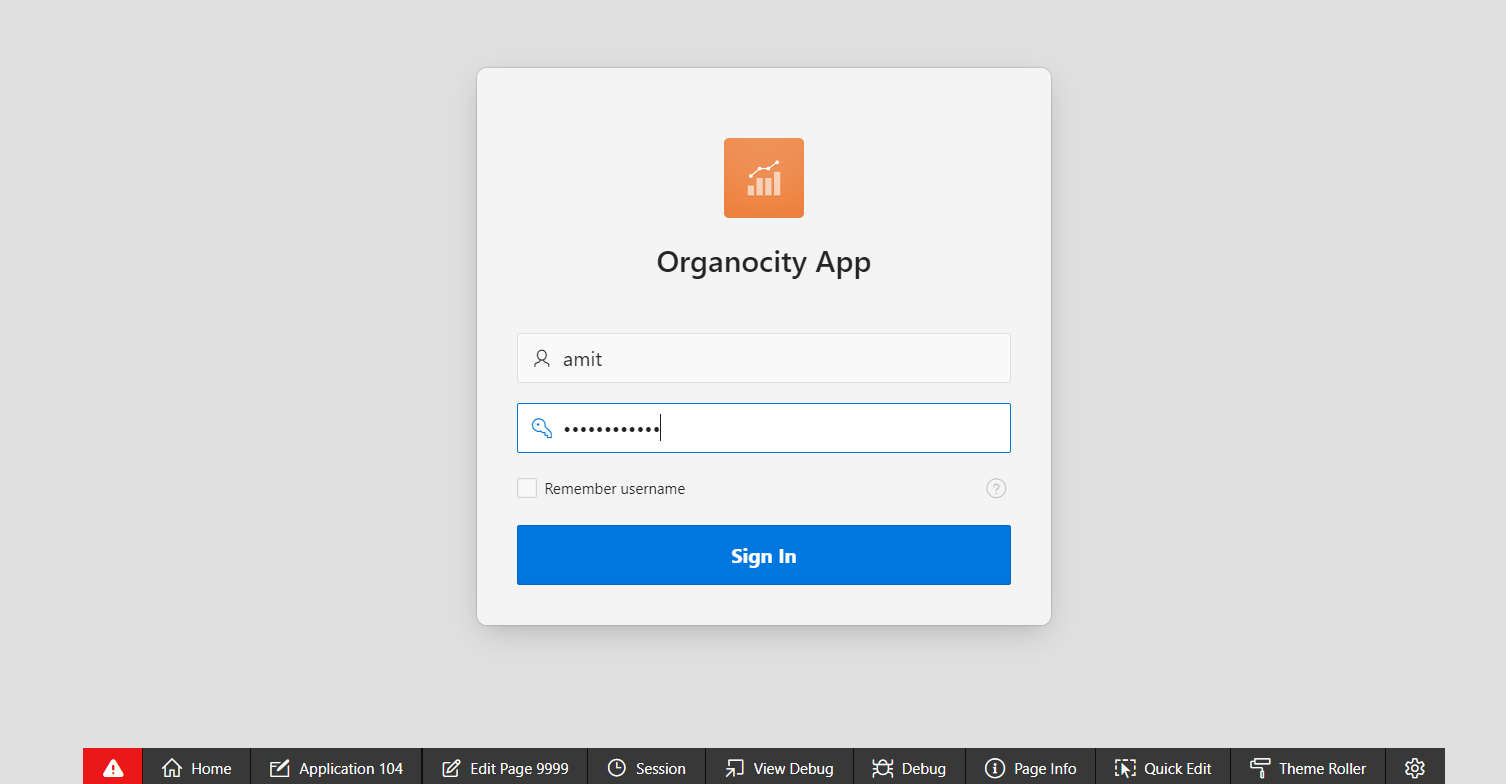 Organocity App
amit
••••••••••••
Remember username
?
Sign In
Home Application 104 Edit Page 9999 Session View Debug Debug Page Info Quick Edit Theme Roller